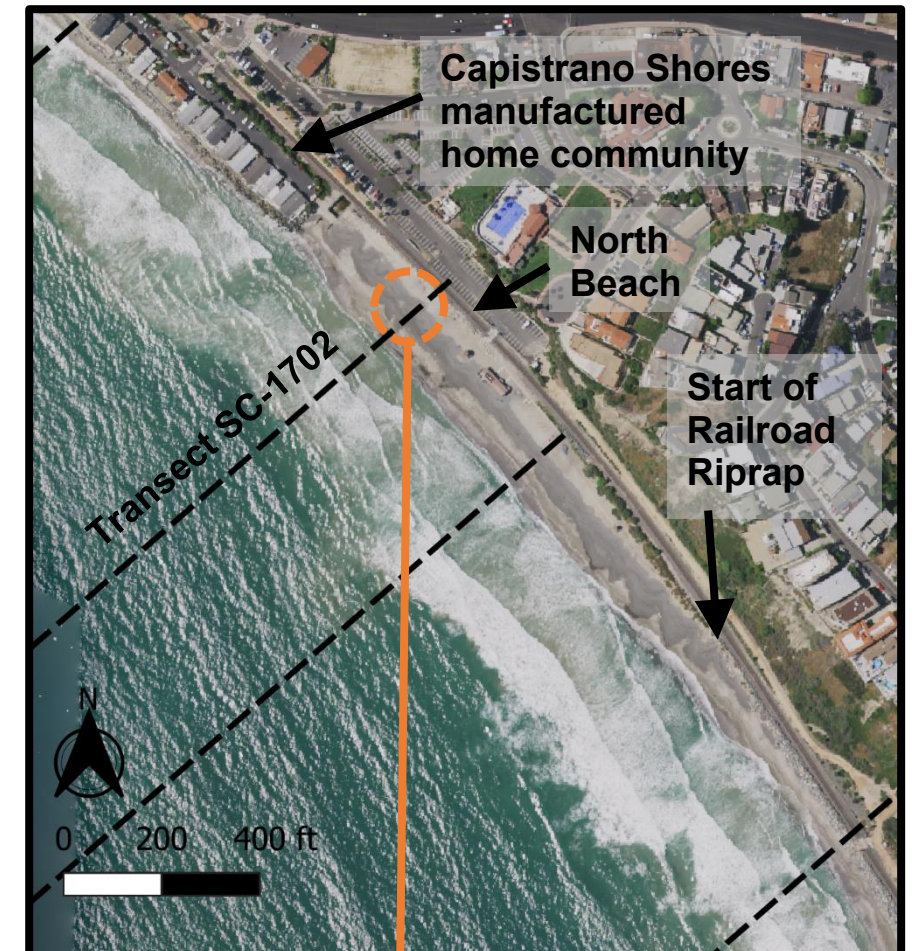 Capistrano Shores
manufactured
home community
North
Beach
Transect SC-1702
Start of
Railroad
Riprap
N
0 200 400 ft